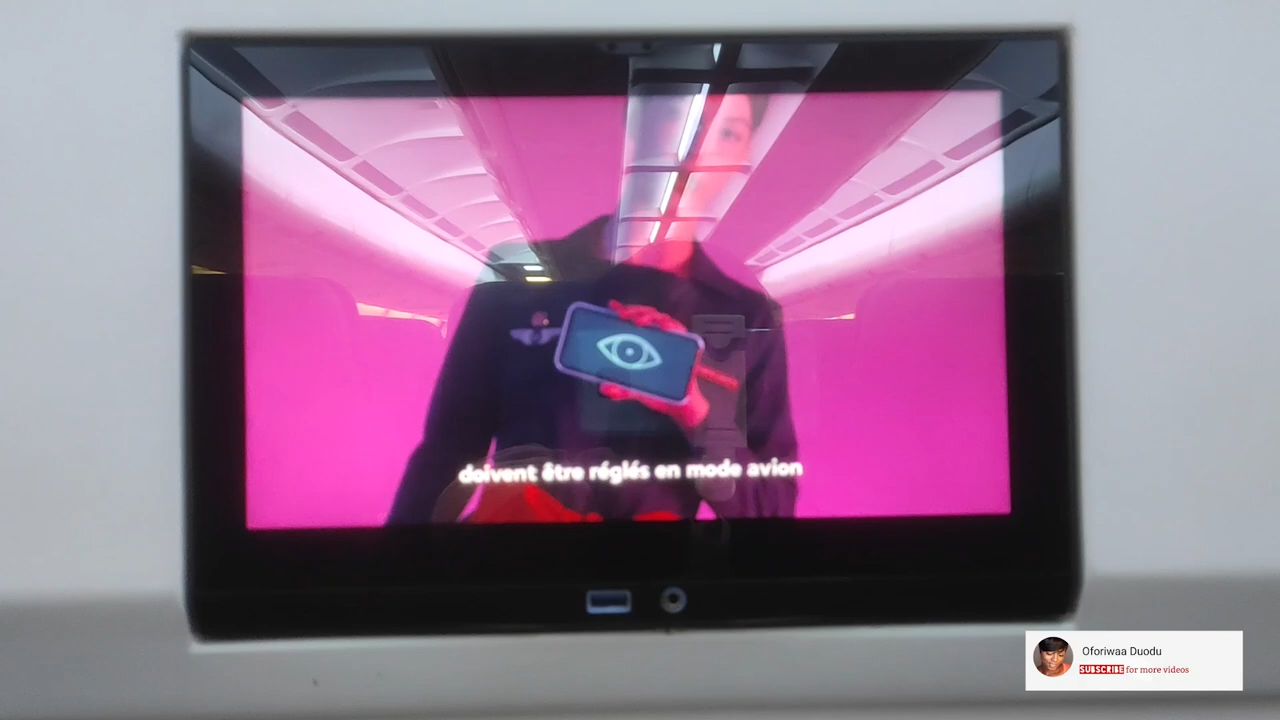 doivent être réglés en mode avion
Oforiwaa Duodu
SUBSCRIBE for more videos